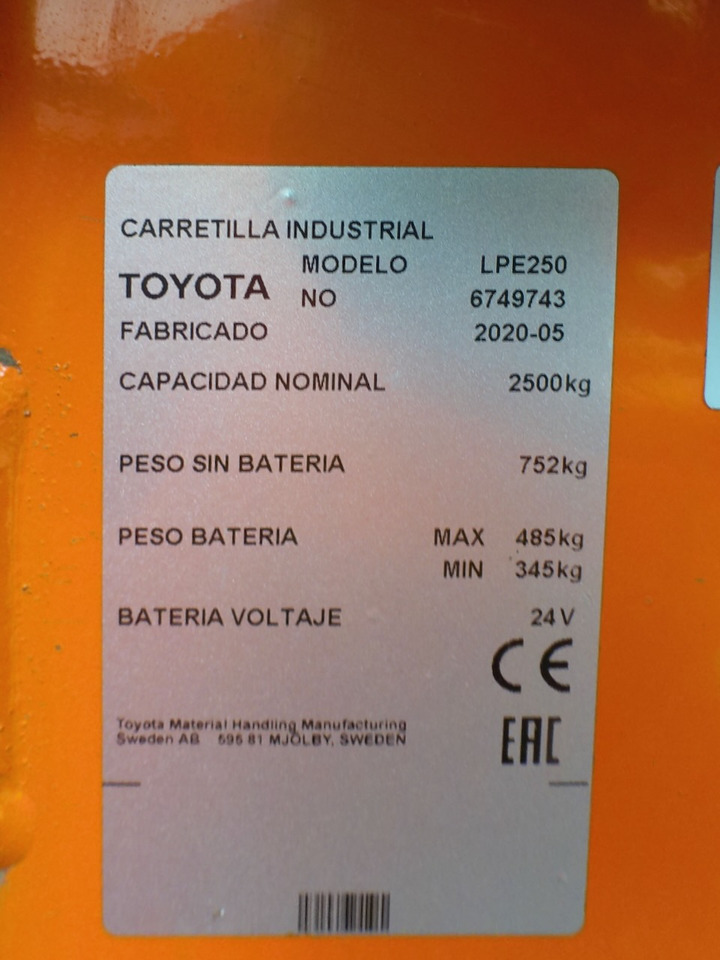 CARRETILLA INDUSTRIAL
TOYOTA MODELO LPE250
NO 6749743
FABRICADO 2020-05
CAPACIDAD NOMINAL 2500kg
PESO SIN BATERIA 752kg
PESO BATERIA MAX 485kg
MIN 345kg
BATERIA VOLTAJE 24V
CE
Toyota Material Handling Manufacturing
Sweden AB 595 81 MJÖLBY, SWEDEN
EAC